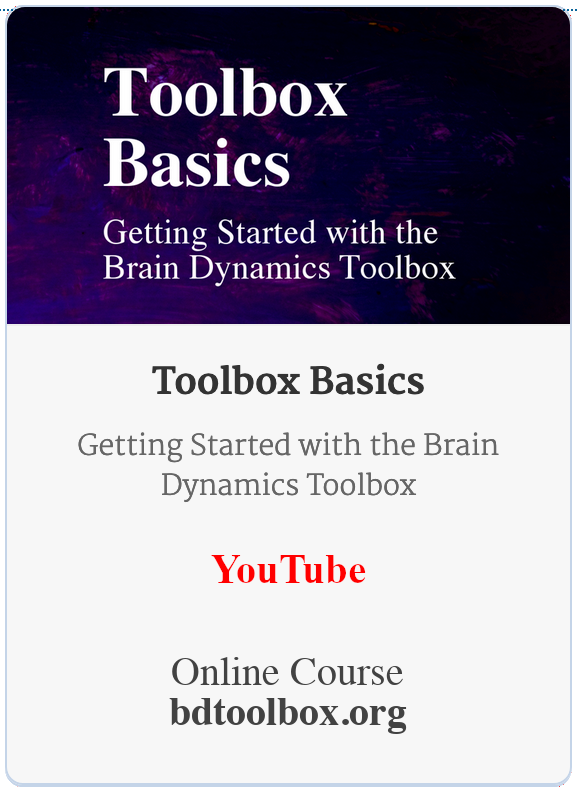 Toolbox
Basics
Getting Started with the
Brain Dynamics Toolbox
Toolbox Basics
Getting Started with the Brain
Dynamics Toolbox
YouTube
Online Course
bdtoolbox.org